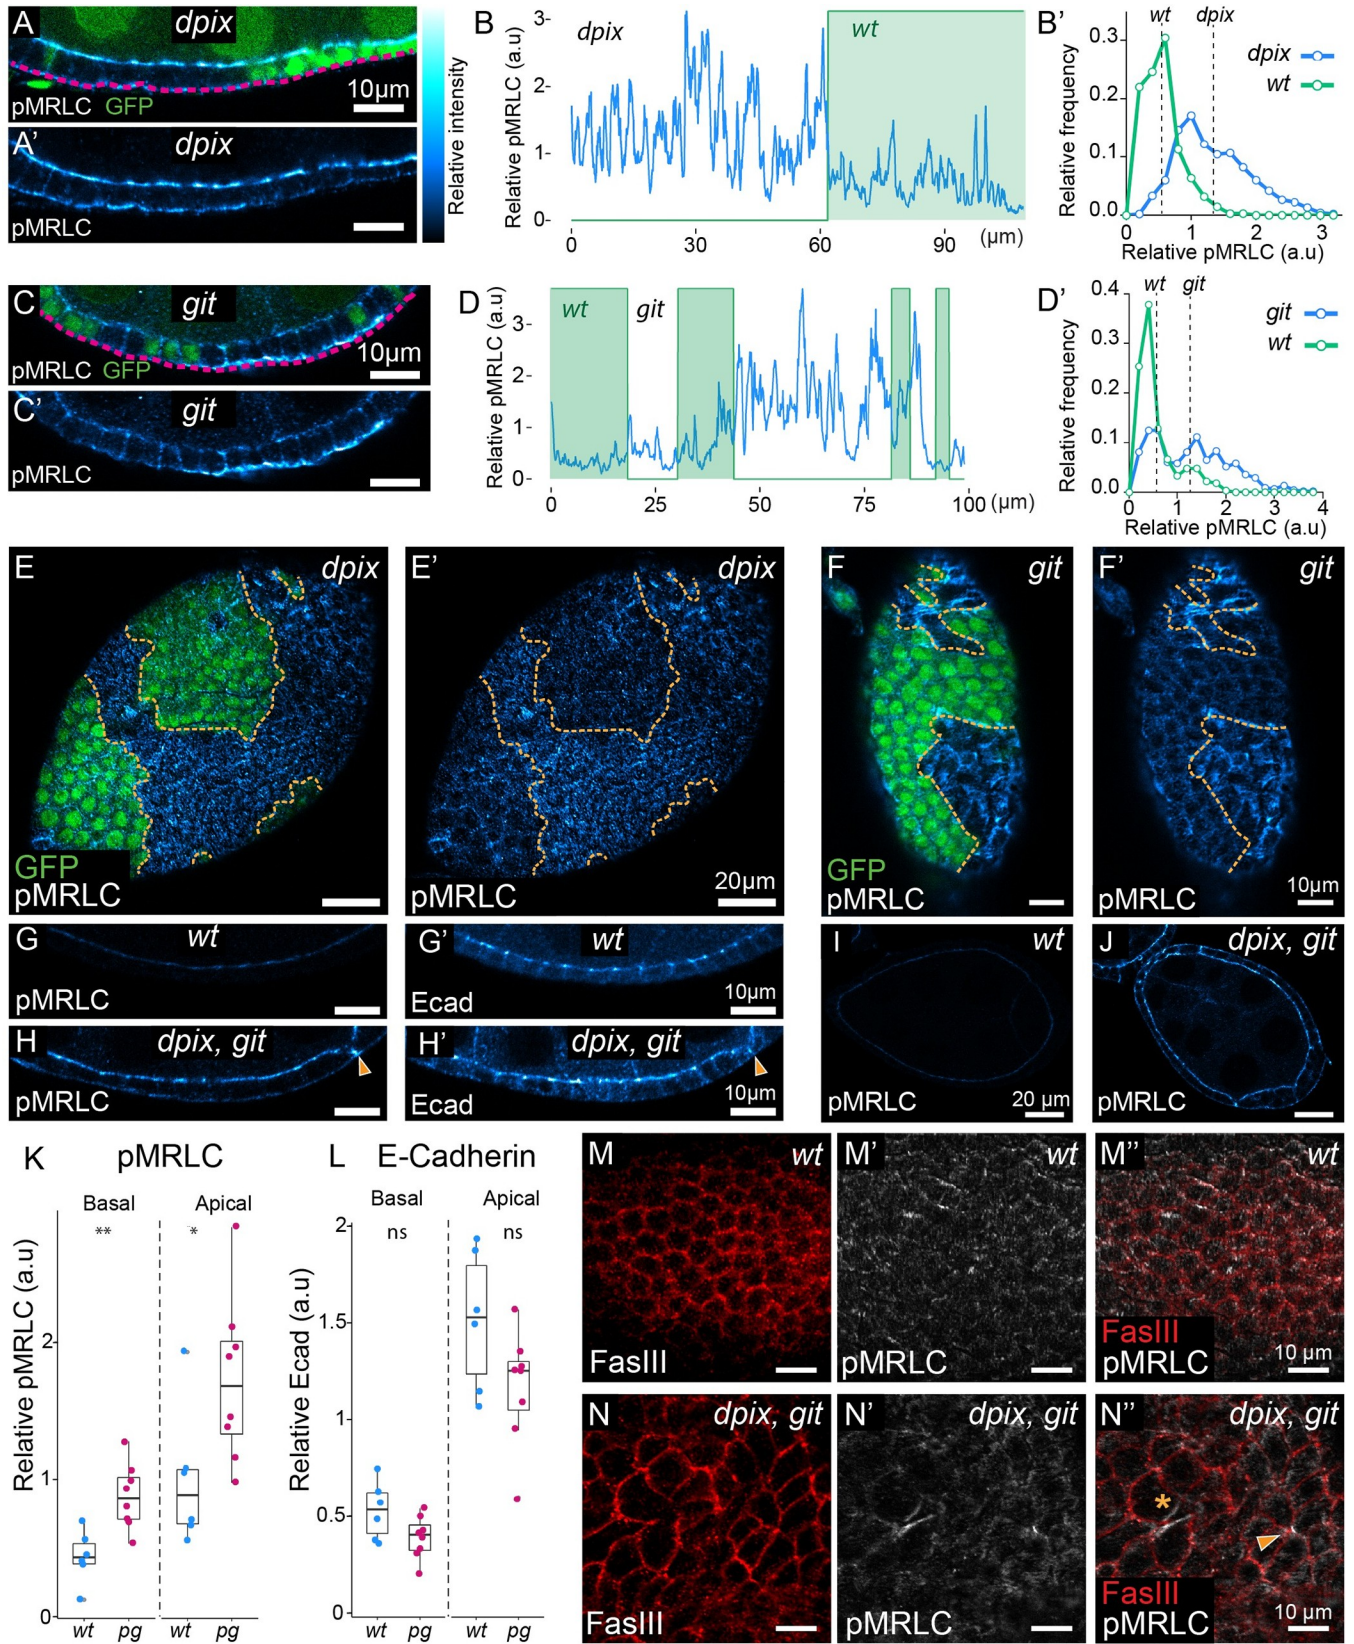 A
dpix
10µm
pMRLC GFP
A'
dpix
pMRLC
Relative intensity
B
dpix
wt
Relative pMRLC (a.u)
3
2
1
0
0 30 60 90 (µm)
B'
wt dpix
dpix
wt
Relative frequency
0.3
0.2
0.1
0.0
0 1 2 3
Relative pMRLC (a.u)
C
git
10µm
pMRLC GFP
C'
git
pMRLC
D
wt git
Relative pMRLC (a.u)
3
2
1
0
0 25 50 75 100 (µm)
D'
wt git
git
wt
Relative frequency
0.4
0.3
0.2
0.1
0.0
0 1 2 3 4
Relative pMRLC (a.u)
E
dpix
GFP
pMRLC
E'
dpix
pMRLC
20µm
F
git
GFP
pMRLC
F'
git
pMRLC
10µm
G
wt
pMRLC
G'
wt
Ecad
10µm
H
dpix, git
pMRLC
H'
dpix, git
Ecad
10µm
I
wt
pMRLC
20 µm
J
dpix, git
pMRLC
K pMRLC
Basal Apical
** *
Relative pMRLC (a.u)
2
1
0
wt pg wt pg
L E-Cadherin
Basal Apical
ns ns
Relative Ecad (a.u)
2
1.5
1
0.5
0
wt pg wt pg
M
wt
FasIII
M'
wt
pMRLC
M''
wt
FasIII
pMRLC
10 µm
N
dpix, git
FasIII
N'
dpix, git
pMRLC
N''
dpix, git
*
FasIII
pMRLC
10 µm